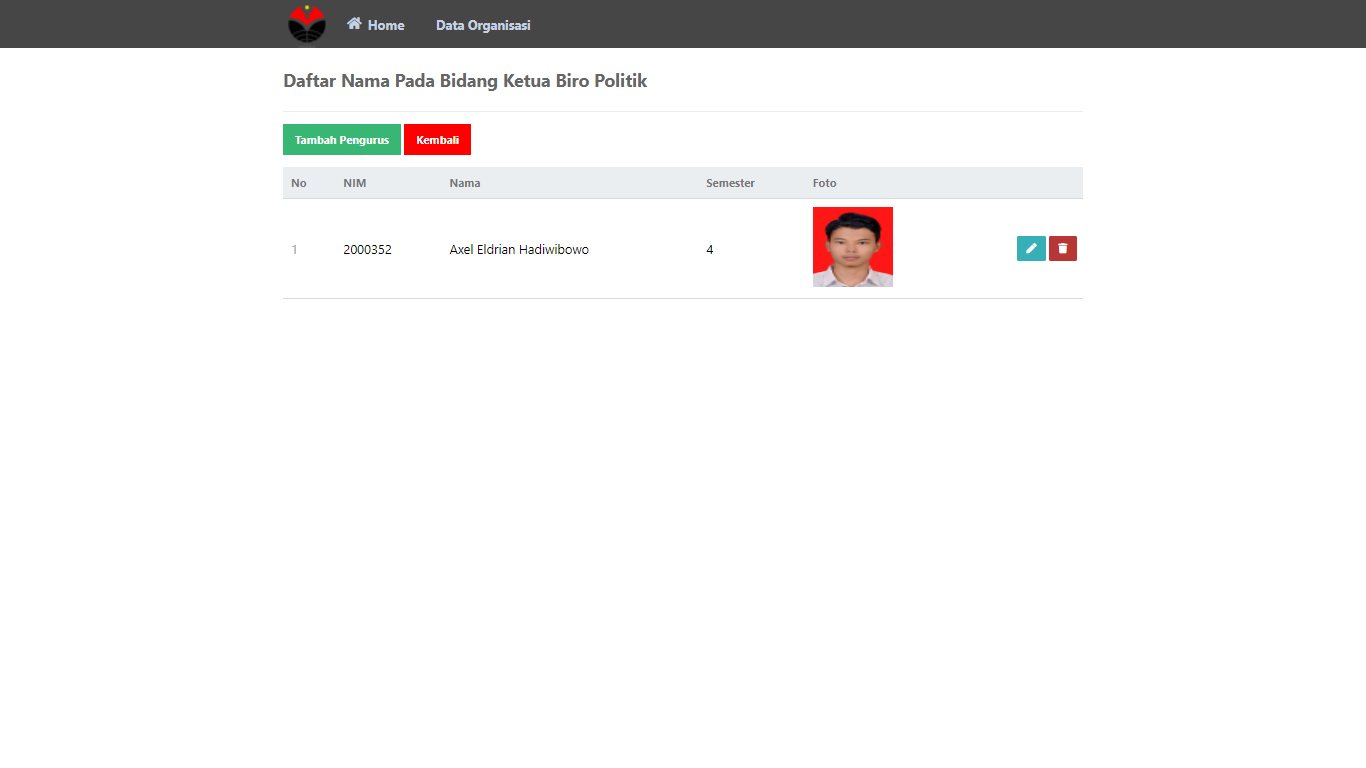 Home Data Organisasi
Daftar Nama Pada Bidang Ketua Biro Politik
Tambah Pengurus Kembali
No NIM Nama Semester Foto
1 2000352 Axel Eldrian Hadiwibowo 4